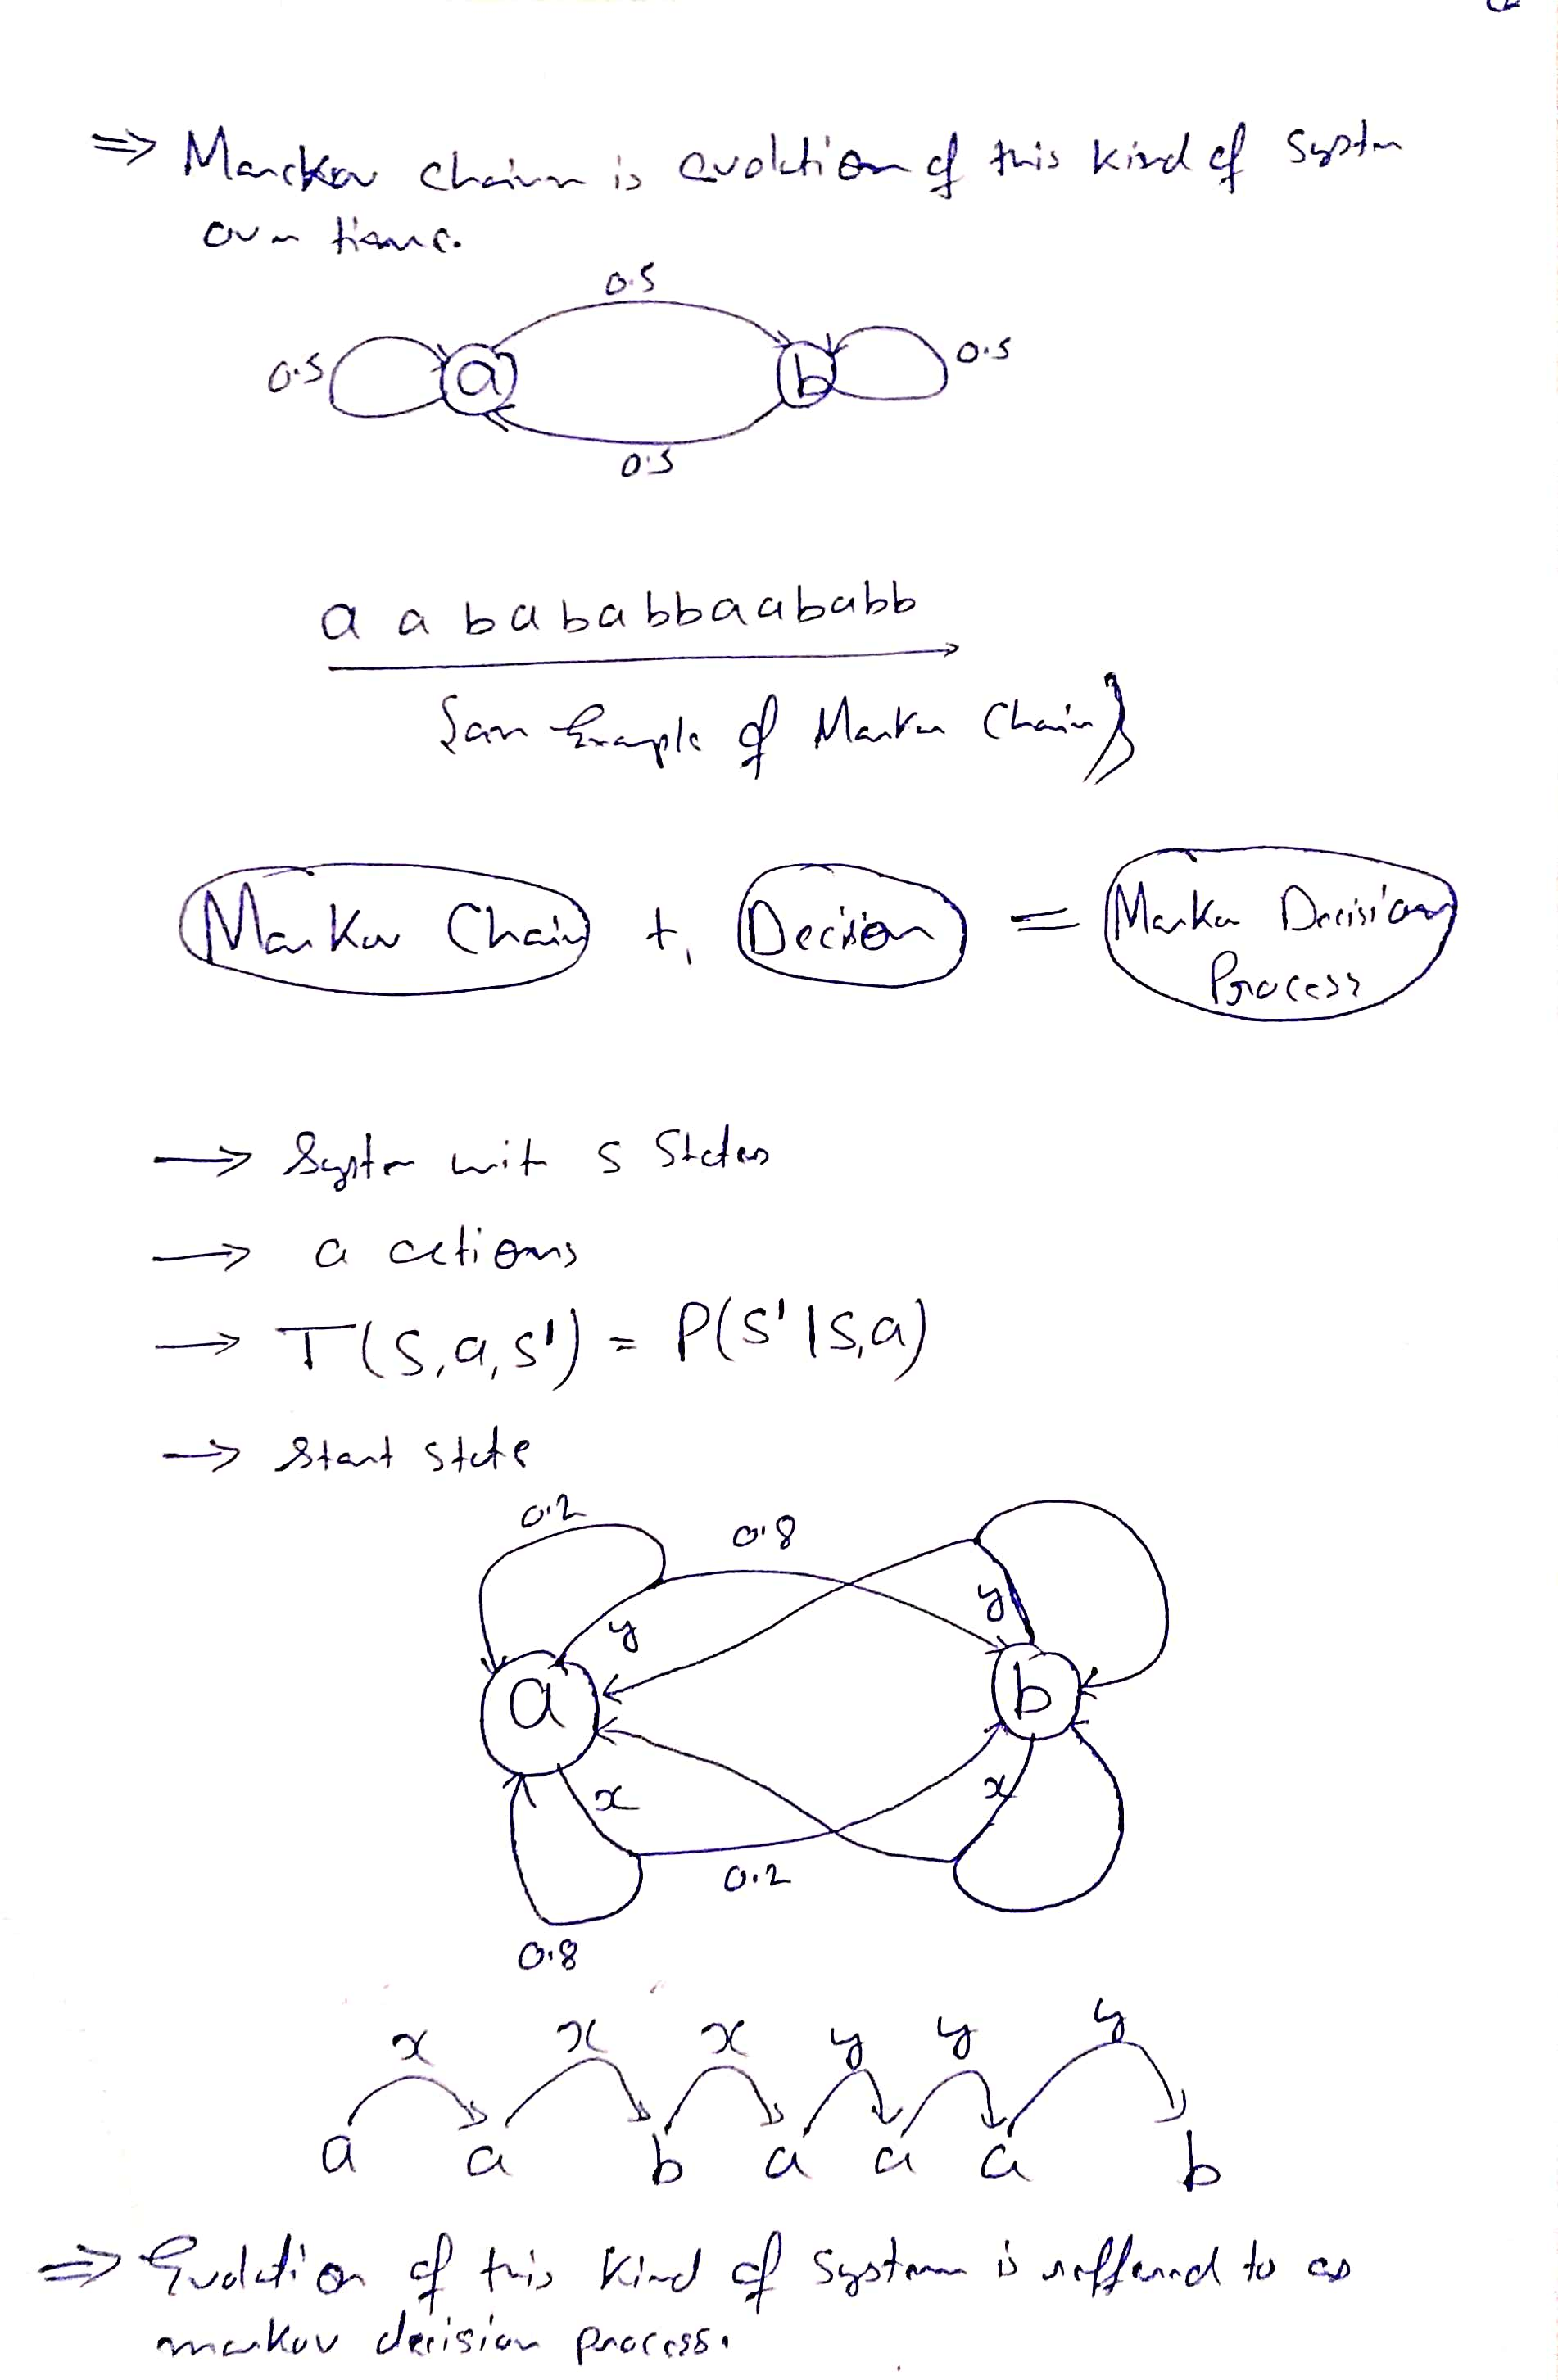 ⇒ Markov chain is evolution of this kind of system
over time.
0.5
0.5 a b 0.5
0.5
a a b a b a b b a a b a b b
{an Example of Markov Chain}
Markov Chain + Decision = Markov Decision
Process
→ System with s states
→ a actions
→ T(s,a,s') = P(s'|s,a)
→ Start state
0.2 0.8
y y
a b
x x
0.2
0.8
x x x y y y
a a b a a a b
⇒ Evolution of this kind of system is reffered to as
markov decision process.